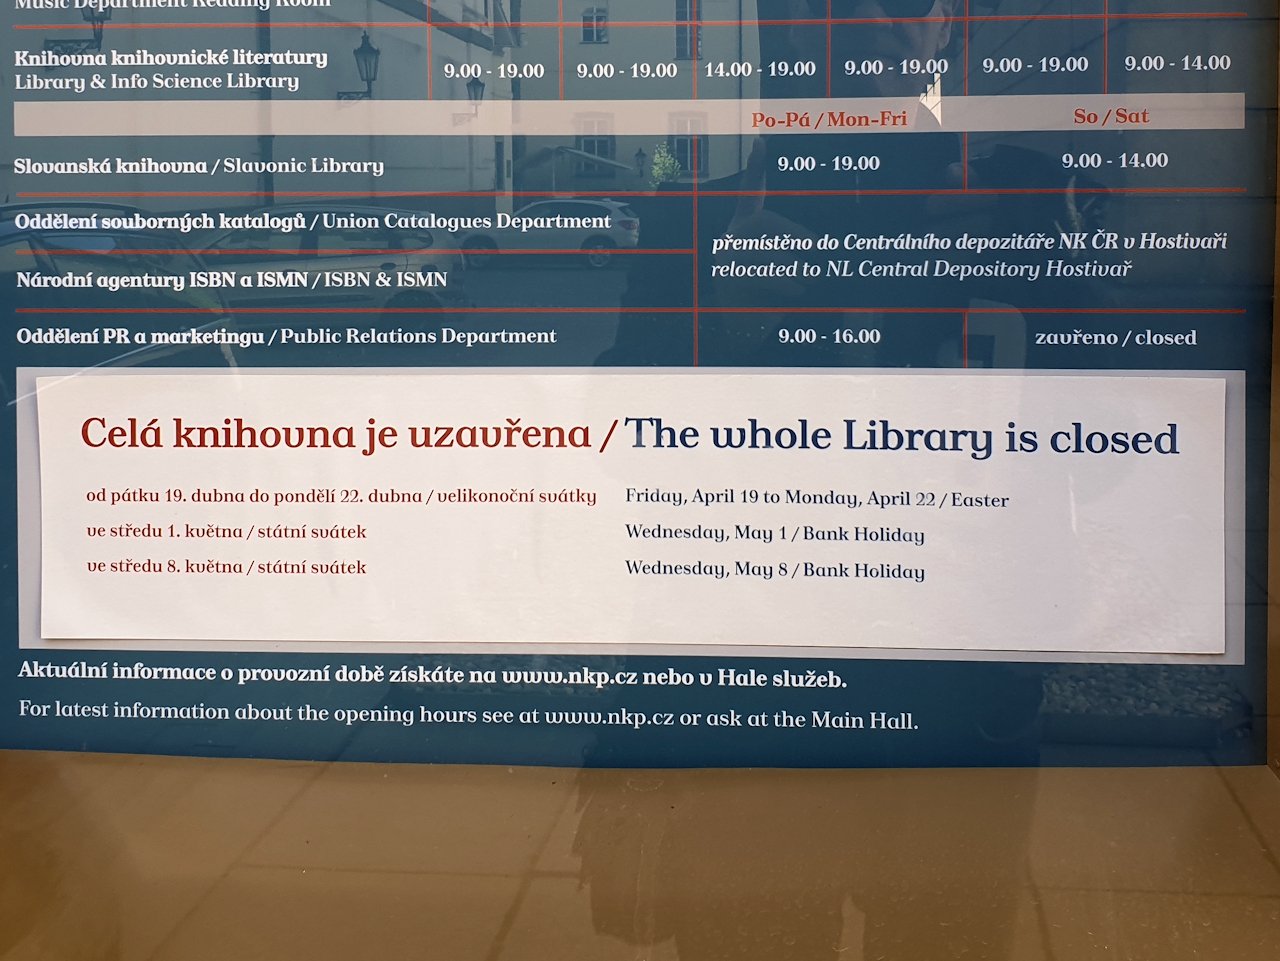 Music Department Reading Room
Knihovna knihovnické literatury
Library & Info Science Library
9.00 - 19.00 9.00 - 19.00 14.00 - 19.00 9.00 - 19.00 9.00 - 19.00 9.00 - 14.00
Po-Pá / Mon-Fri So / Sat
Slovanská knihovna / Slavonic Library 9.00 - 19.00 9.00 - 14.00
Oddělení souborných katalogů / Union Catalogues Department
přemístěno do Centrálního depozitáře NK ČR v Hostivaři
relocated to NL Central Depository Hostivař
Národní agentury ISBN a ISMN / ISBN & ISMN
Oddělení PR a marketingu / Public Relations Department 9.00 - 16.00 zavřeno / closed
Celá knihovna je uzavřena / The whole Library is closed
od pátku 19. dubna do pondělí 22. dubna / velikonoční svátky Friday, April 19 to Monday, April 22 / Easter
ve středu 1. května / státní svátek Wednesday, May 1 / Bank Holiday
ve středu 8. května / státní svátek Wednesday, May 8 / Bank Holiday
Aktuální informace o provozní době získáte na www.nkp.cz nebo v Hale služeb.
For latest information about the opening hours see at www.nkp.cz or ask at the Main Hall.